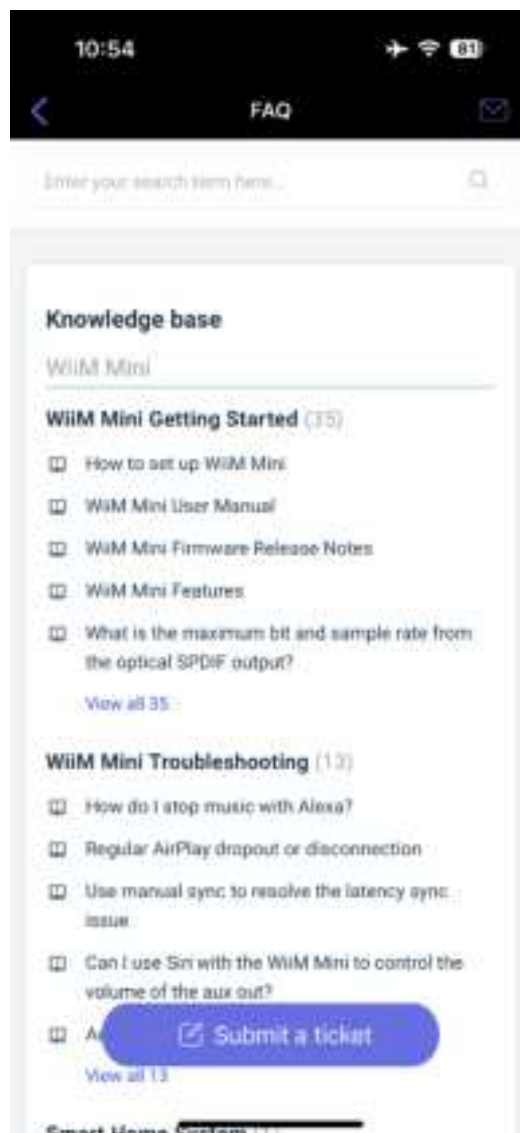 10:54
81
FAQ
Enter your search term here...
Knowledge base
WiiM Mini
WiiM Mini Getting Started (35)
How to set up WiiM Mini
WiiM Mini User Manual
WiiM Mini Firmware Release Notes
WiiM Mini Features
What is the maximum bit and sample rate from
the optical SPDIF output?
View all 35
WiiM Mini Troubleshooting (13)
How do I stop music with Alexa?
Regular AirPlay dropout or disconnection
Use manual sync to resolve the latency sync
issue
Can I use Siri with the WiiM Mini to control the
volume of the aux out?
Submit a ticket
View all 13
Smart Home System